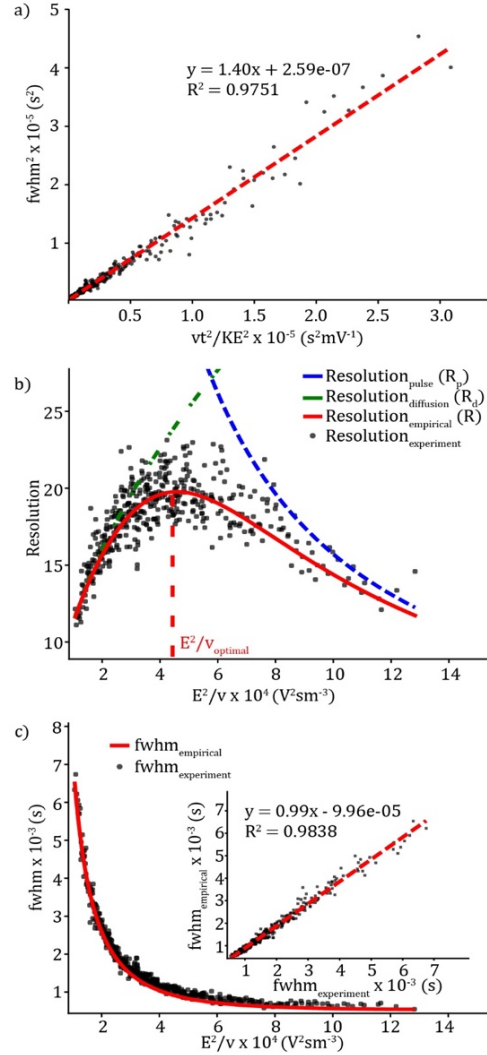 a)
y = 1.40x + 2.59e-07
R² = 0.9751
fwhm² x 10⁻⁵ (s²)
5
4
3
2
1
0.5 1.0 1.5 2.0 2.5 3.0
vt²/KE² x 10⁻⁵ (s²mV⁻¹)
b)
Resolution_pulse (R_p)
Resolution_diffusion (R_d)
Resolution_empirical (R)
Resolution_experiment
Resolution
25
20
15
10
E²/v_optimal
2 4 6 8 10 12 14
E²/v x 10⁴ (V²sm⁻³)
c)
fwhm_empirical
fwhm_experiment
fwhm x 10⁻³ (s)
8
7
6
5
4
3
2
1
y = 0.99x - 9.96e-05
R² = 0.9838
fwhm_empirical x 10⁻³ (s)
7
6
5
4
3
2
1
1 2 3 4 5 6 7
fwhm_experiment x 10⁻³ (s)
2 4 6 8 10 12 14
E²/v x 10⁴ (V²sm⁻³)